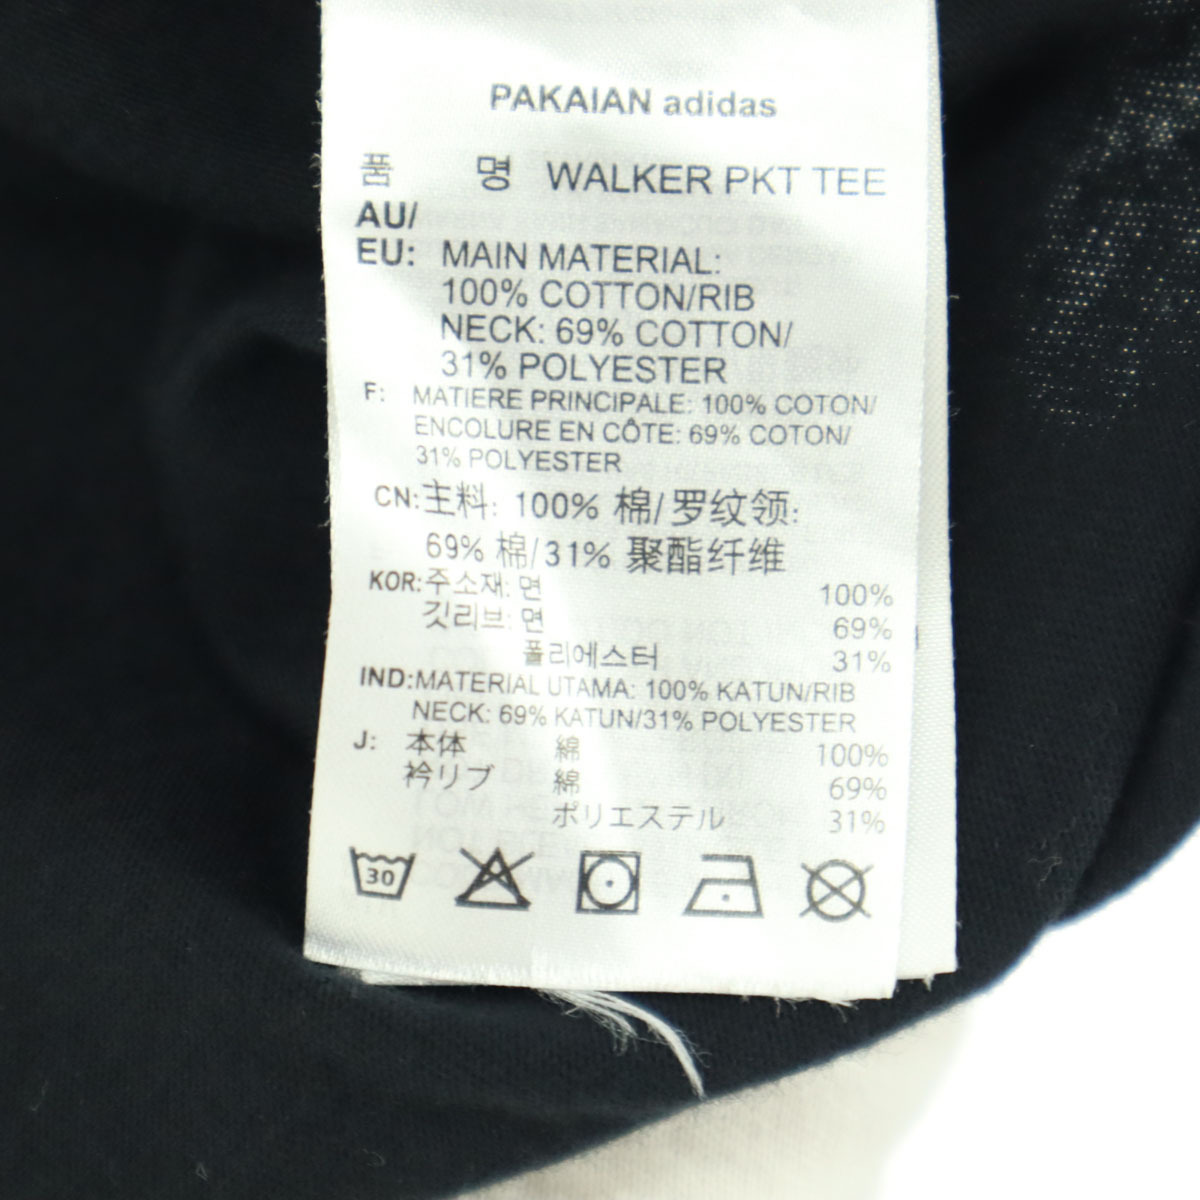 PAKAIAN adidas
품 명 WALKER PKT TEE
AU/
EU: MAIN MATERIAL:
100% COTTON/RIB
NECK: 69% COTTON/
31% POLYESTER
F: MATIERE PRINCIPALE: 100% COTON/
ENCOLURE EN CÔTE: 69% COTON/
31% POLYESTER
CN:主料: 100% 棉/罗纹领:
69% 棉/31% 聚酯纤维
KOR:주소재: 면 100%
깃리브: 면 69%
폴리에스터 31%
IND:MATERIAL UTAMA: 100% KATUN/RIB
NECK: 69% KATUN/31% POLYESTER
J: 本体 綿 100%
衿リブ 綿 69%
ポリエステル 31%
30